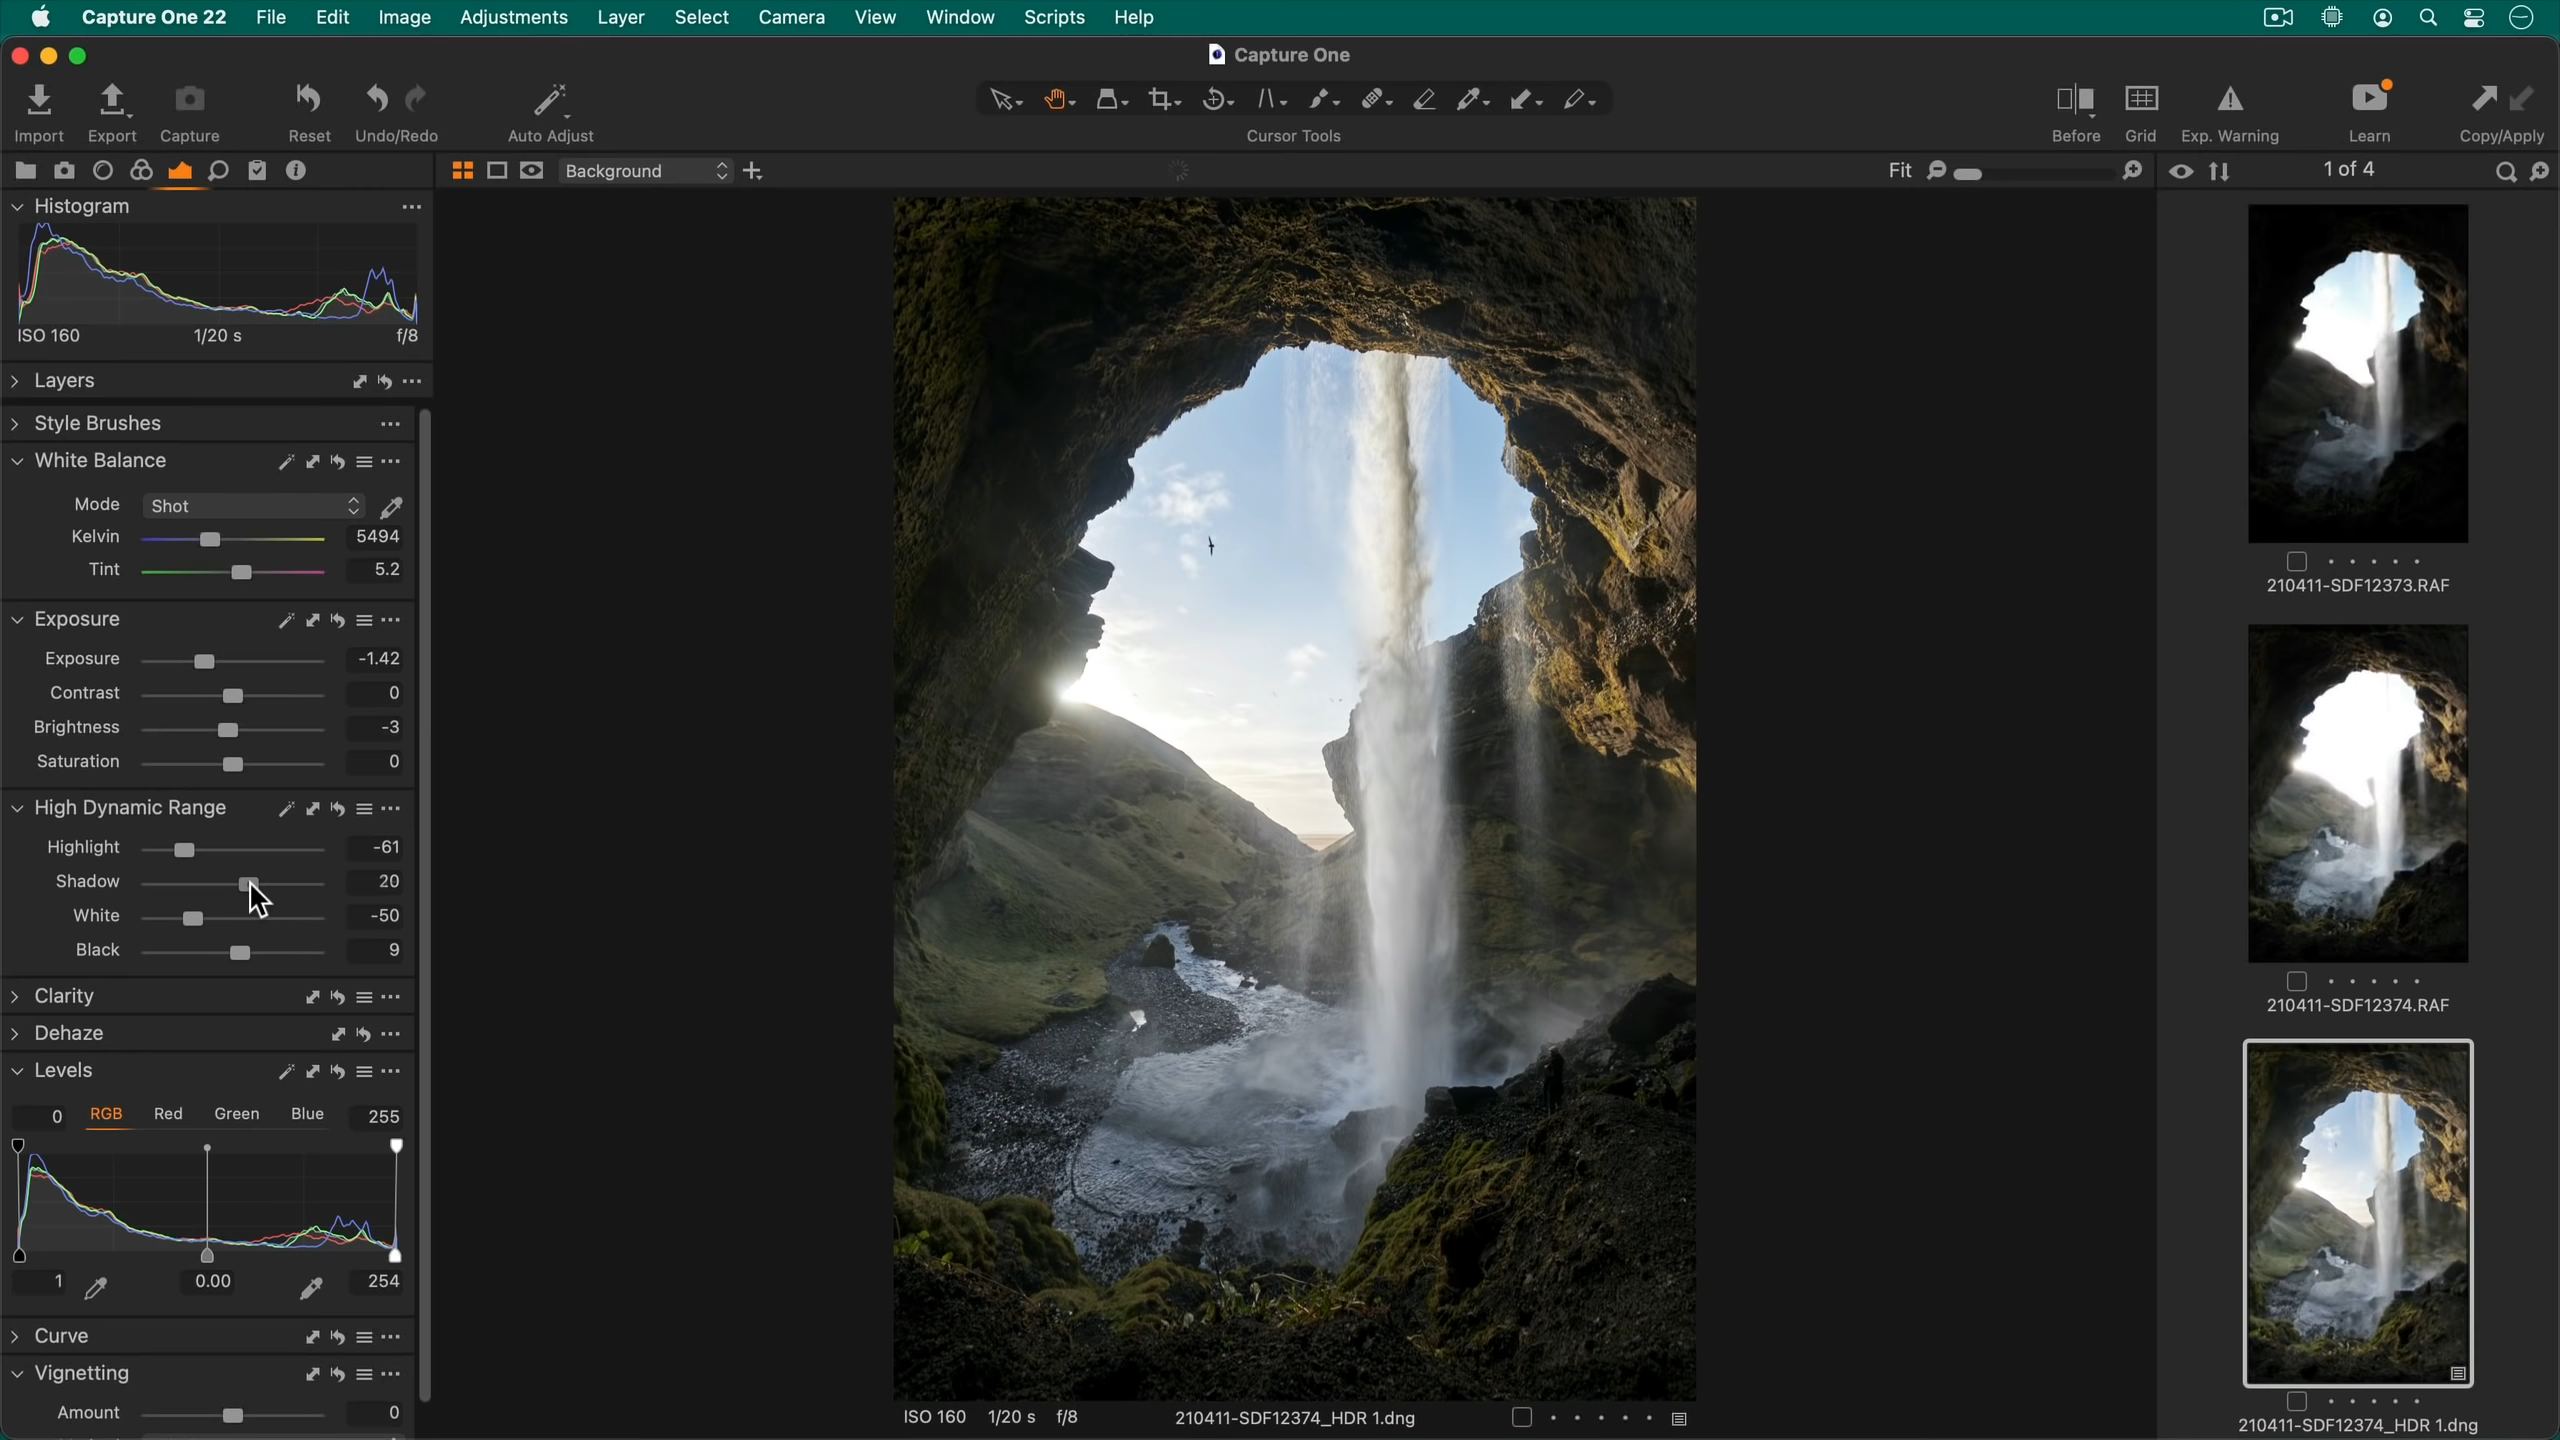 Capture One 22 File Edit Image Adjustments Layer Select Camera View Window Scripts Help
Capture One
Import Export Capture Reset Undo/Redo Auto Adjust Cursor Tools Before Grid Exp. Warning Learn Copy/Apply
Background Fit 1 of 4
Histogram
ISO 160 1/20 s f/8
Layers
Style Brushes
White Balance
Mode Shot
Kelvin 5494
Tint 5.2
Exposure
Exposure -1.42
Contrast 0
Brightness -3
Saturation 0
High Dynamic Range
Highlight -61
Shadow 20
White -50
Black 9
Clarity
Dehaze
Levels
0 RGB Red Green Blue 255
1 0.00 254
Curve
Vignetting
Amount 0
ISO 160 1/20 s f/8 210411-SDF12374_HDR 1.dng
210411-SDF12373.RAF
210411-SDF12374.RAF
210411-SDF12374_HDR 1.dng